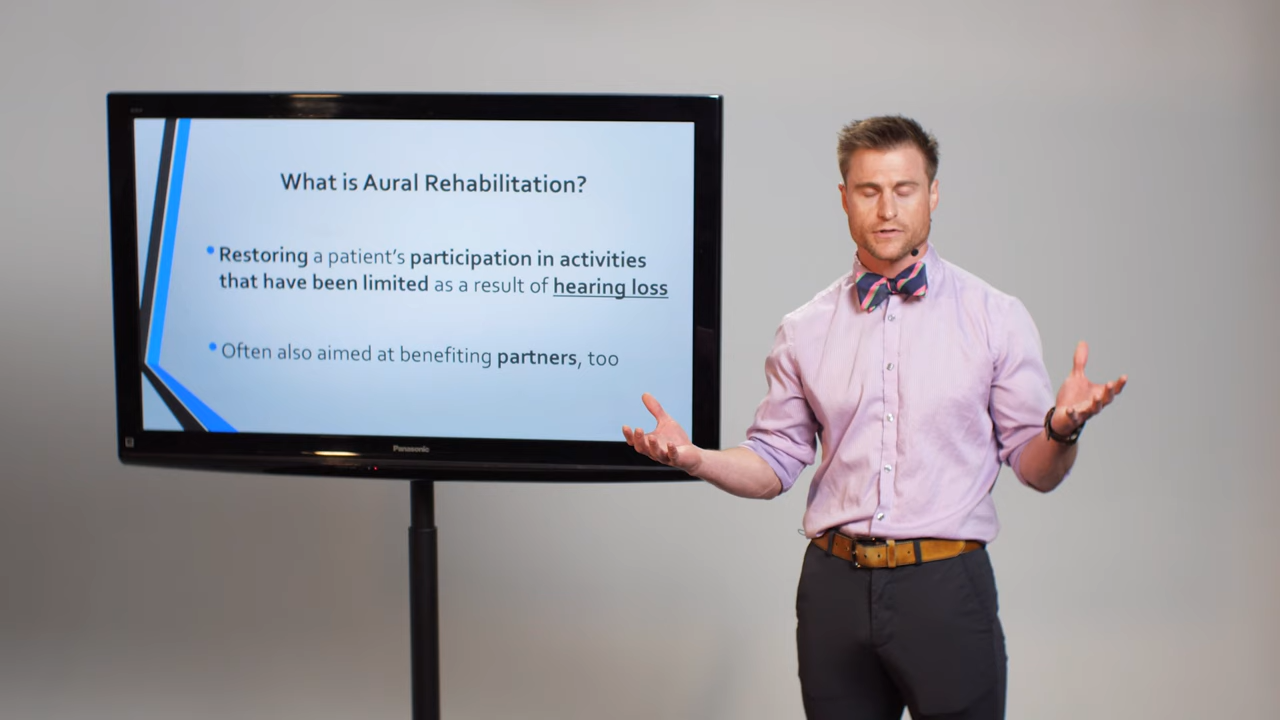 What is Aural Rehabilitation?
• Restoring a patient's participation in activities
that have been limited as a result of hearing loss
• Often also aimed at benefiting partners, too
Panasonic